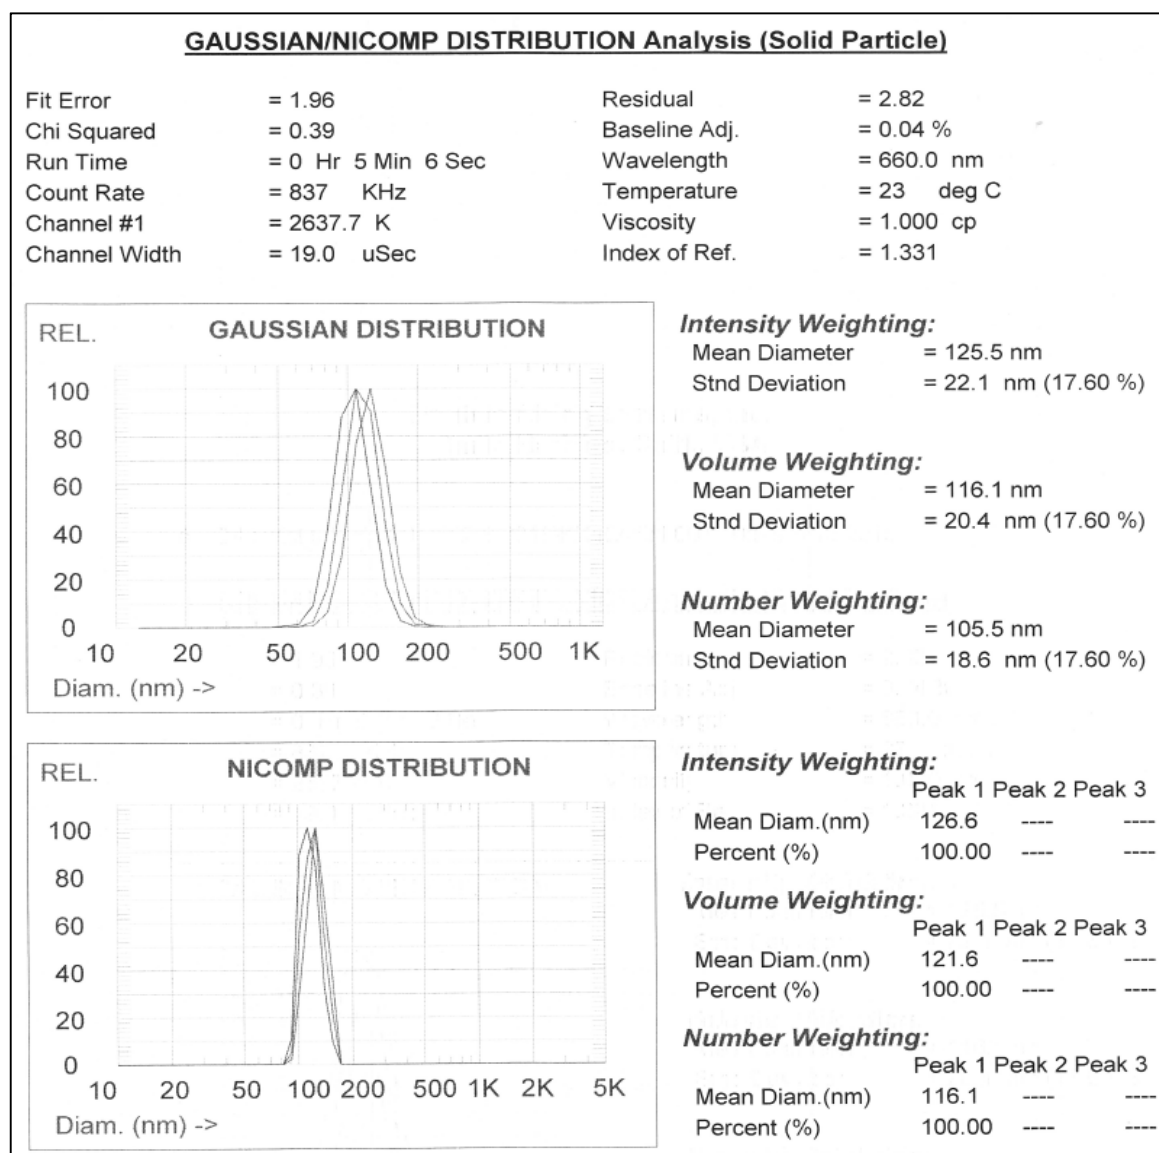 GAUSSIAN/NICOMP DISTRIBUTION Analysis (Solid Particle)
Fit Error = 1.96 Residual = 2.82
Chi Squared = 0.39 Baseline Adj. = 0.04 %
Run Time = 0 Hr 5 Min 6 Sec Wavelength = 660.0 nm
Count Rate = 837 KHz Temperature = 23 deg C
Channel #1 = 2637.7 K Viscosity = 1.000 cp
Channel Width = 19.0 uSec Index of Ref. = 1.331
REL. GAUSSIAN DISTRIBUTION
100
80
60
40
20
0
10 20 50 100 200 500 1K
Diam. (nm) ->
Intensity Weighting:
Mean Diameter = 125.5 nm
Stnd Deviation = 22.1 nm (17.60 %)
Volume Weighting:
Mean Diameter = 116.1 nm
Stnd Deviation = 20.4 nm (17.60 %)
Number Weighting:
Mean Diameter = 105.5 nm
Stnd Deviation = 18.6 nm (17.60 %)
REL. NICOMP DISTRIBUTION
100
80
60
40
20
0
10 20 50 100 200 500 1K 2K 5K
Diam. (nm) ->
Intensity Weighting:
Peak 1 Peak 2 Peak 3
Mean Diam.(nm) 126.6 ---- ----
Percent (%) 100.00 ---- ----
Volume Weighting:
Peak 1 Peak 2 Peak 3
Mean Diam.(nm) 121.6 ---- ----
Percent (%) 100.00 ---- ----
Number Weighting:
Peak 1 Peak 2 Peak 3
Mean Diam.(nm) 116.1 ---- ----
Percent (%) 100.00 ---- ----